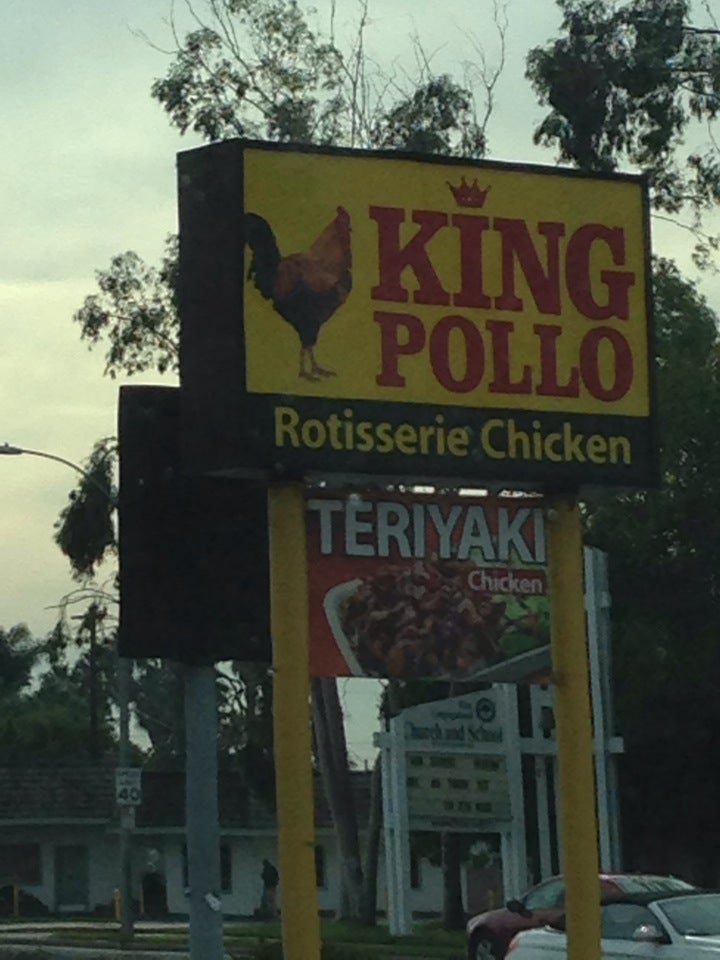 KING
POLLO
Rotisserie Chicken
TERIYAKI
Chicken
Church and School
40